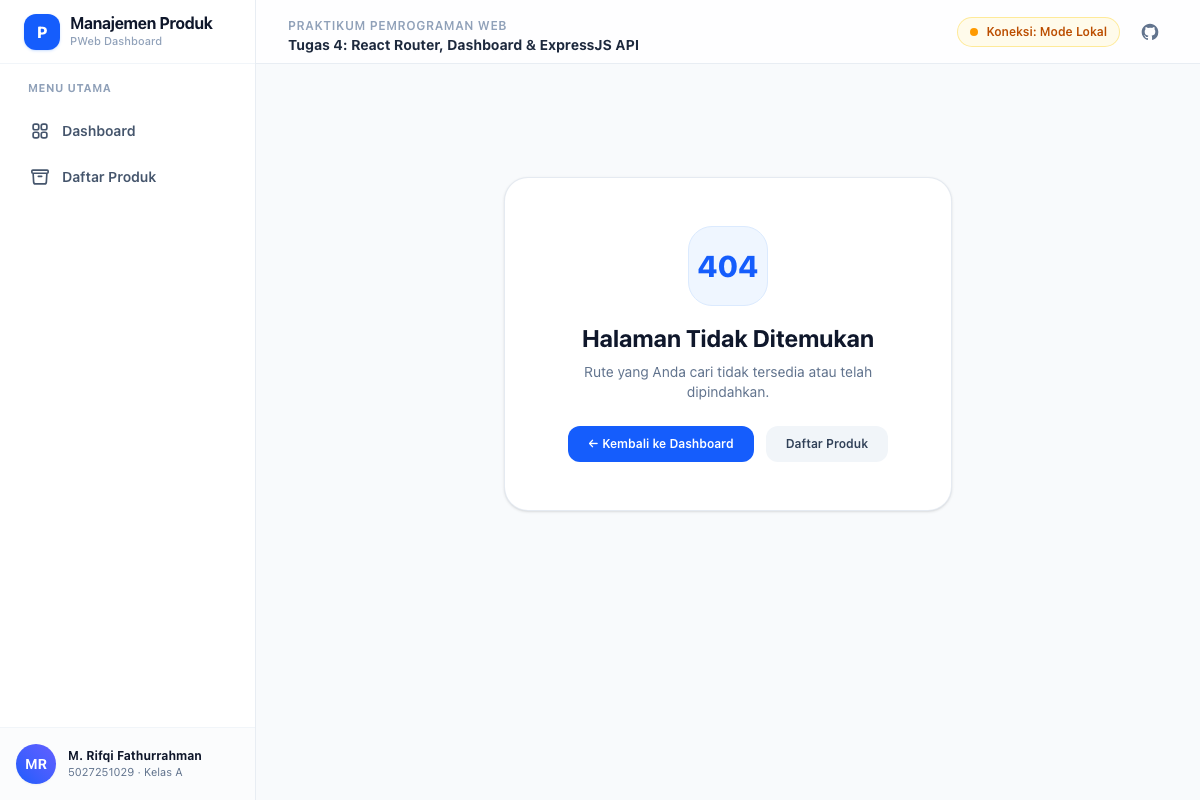 P
Manajemen Produk
PWeb Dashboard
MENU UTAMA
Dashboard
Daftar Produk
M. Rifqi Fathurrahman
5027251029 · Kelas A
MR
PRAKTIKUM PEMROGRAMAN WEB
Tugas 4: React Router, Dashboard & ExpressJS API
Koneksi: Mode Lokal
404
Halaman Tidak Ditemukan
Rute yang Anda cari tidak tersedia atau telah
dipindahkan.
← Kembali ke Dashboard
Daftar Produk